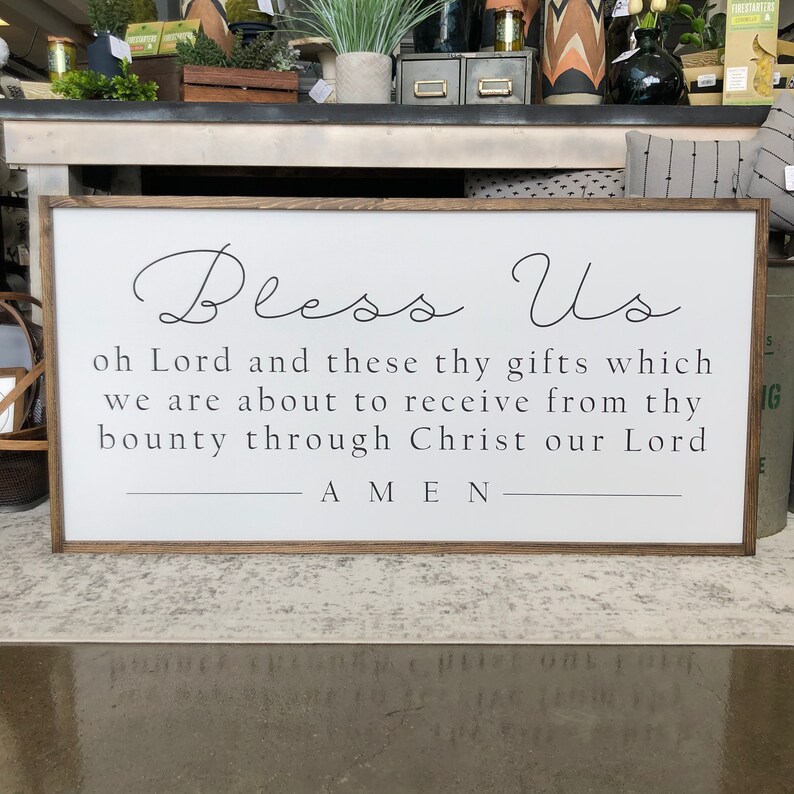 FIRESTARTERS
FIRESTARTERS
Bless Us
oh Lord and these thy gifts which
we are about to receive from thy
bounty through Christ our Lord
AMEN